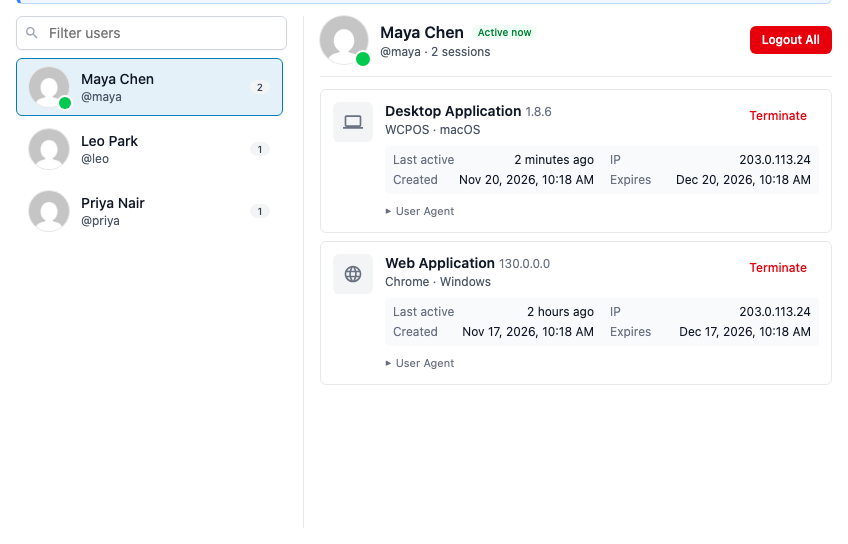 Filter users
Maya Chen
@maya
2
Leo Park
@leo
1
Priya Nair
@priya
1
Maya Chen Active now
@maya · 2 sessions
Logout All
Desktop Application 1.8.6
WCPOS · macOS
Terminate
Last active 2 minutes ago IP 203.0.113.24
Created Nov 20, 2026, 10:18 AM Expires Dec 20, 2026, 10:18 AM
▸ User Agent
Web Application 130.0.0.0
Chrome · Windows
Terminate
Last active 2 hours ago IP 203.0.113.24
Created Nov 17, 2026, 10:18 AM Expires Dec 17, 2026, 10:18 AM
▸ User Agent